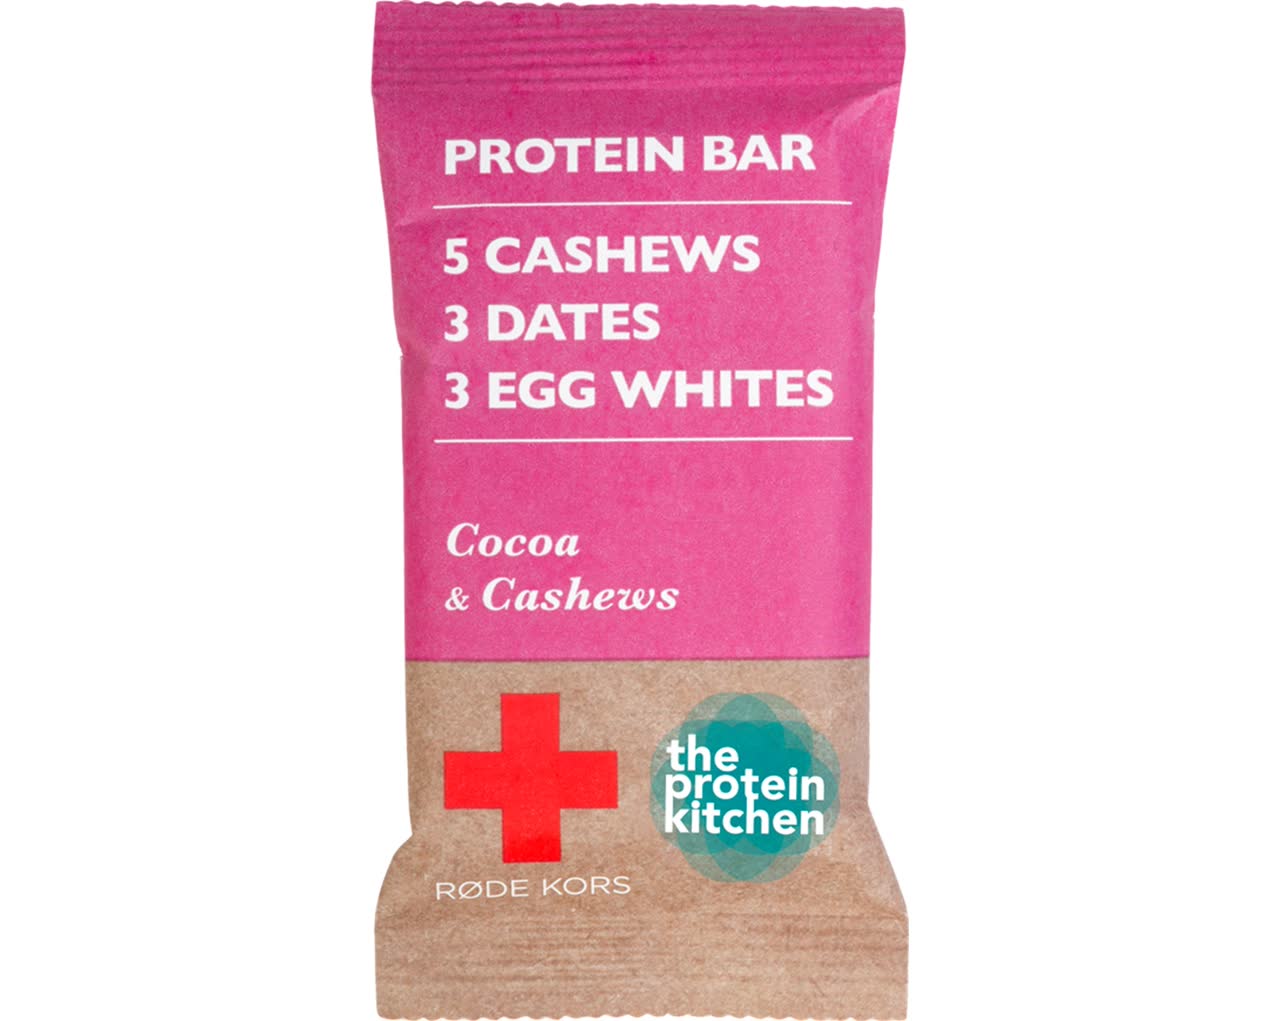 PROTEIN BAR
5 CASHEWS
3 DATES
3 EGG WHITES
Cocoa
& Cashews
RØDE KORS
the
protein
kitchen